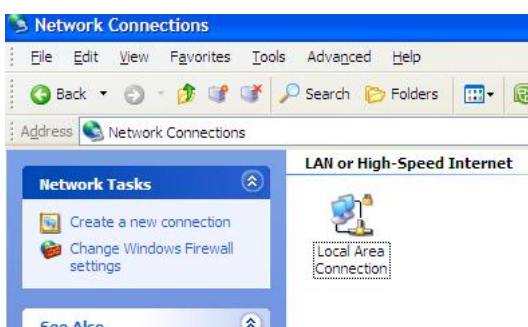 Network Connections
File Edit View Favorites Tools Advanced Help
Back Search Folders
Address Network Connections
LAN or High-Speed Internet
Network Tasks
Create a new connection
Change Windows Firewall
settings
Local Area
Connection
See Also